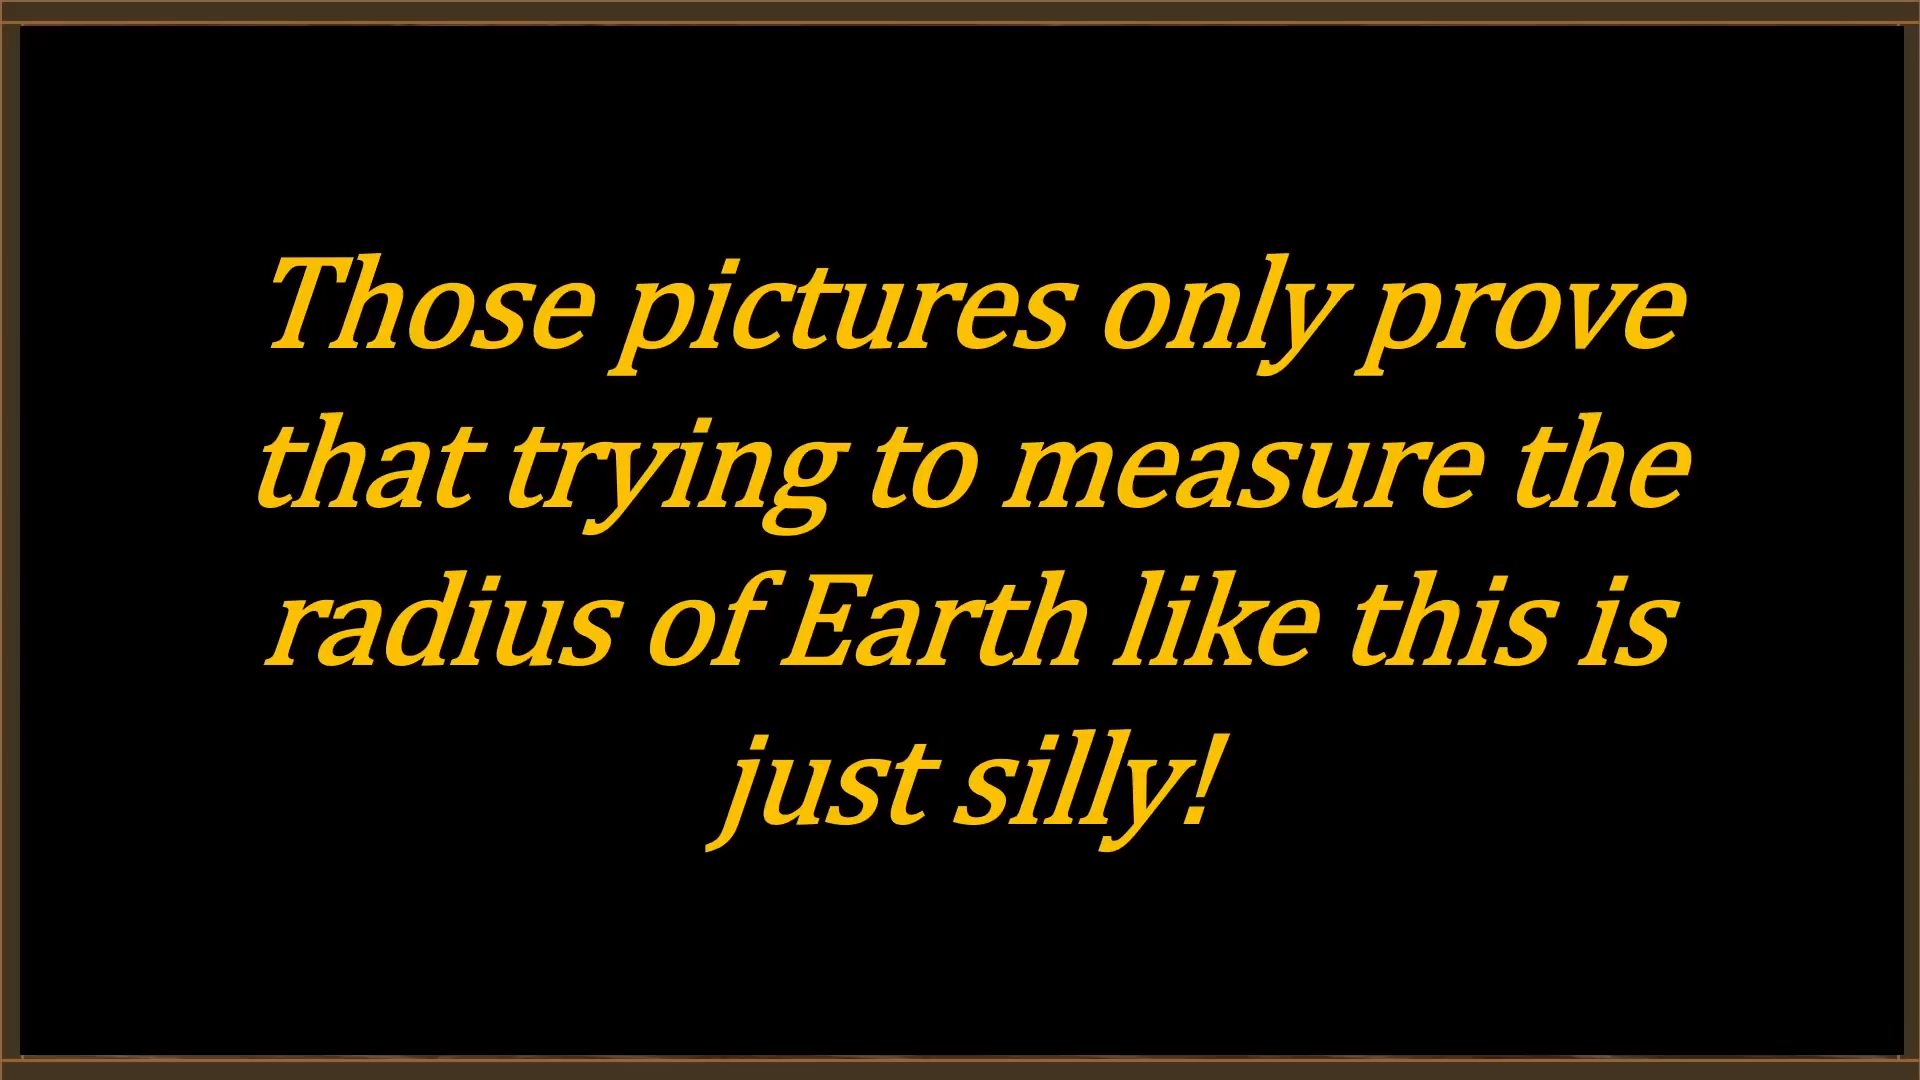 Those pictures only prove
that trying to measure the
radius of Earth like this is
just silly!